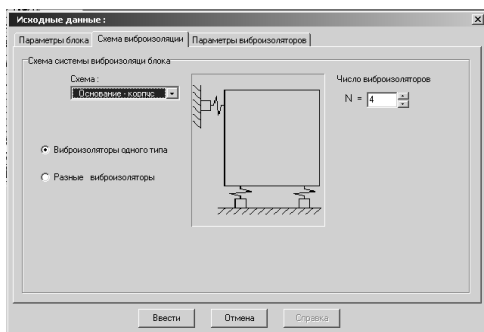 Исходные данные :
Параметры блока Схема виброизоляции Параметры виброизоляторов
Схема системы виброизоляци блока
Схема :
Число виброизоляторов
Основание - корпус
N = 4
Виброизоляторы одного типа
Разные виброизоляторы
Ввести Отмена Справка